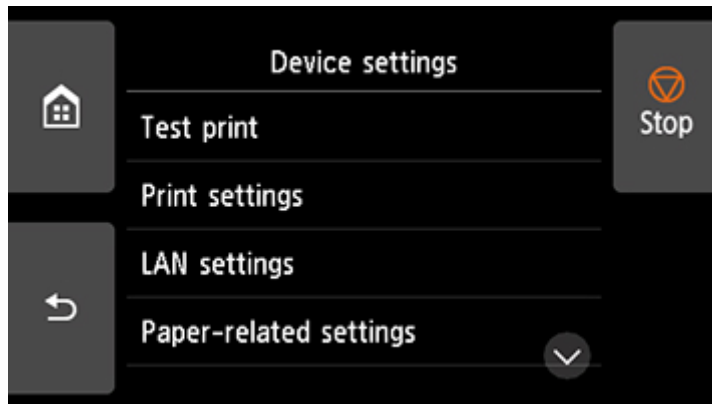 Device settings
Stop
Test print
Print settings
LAN settings
Paper-related settings